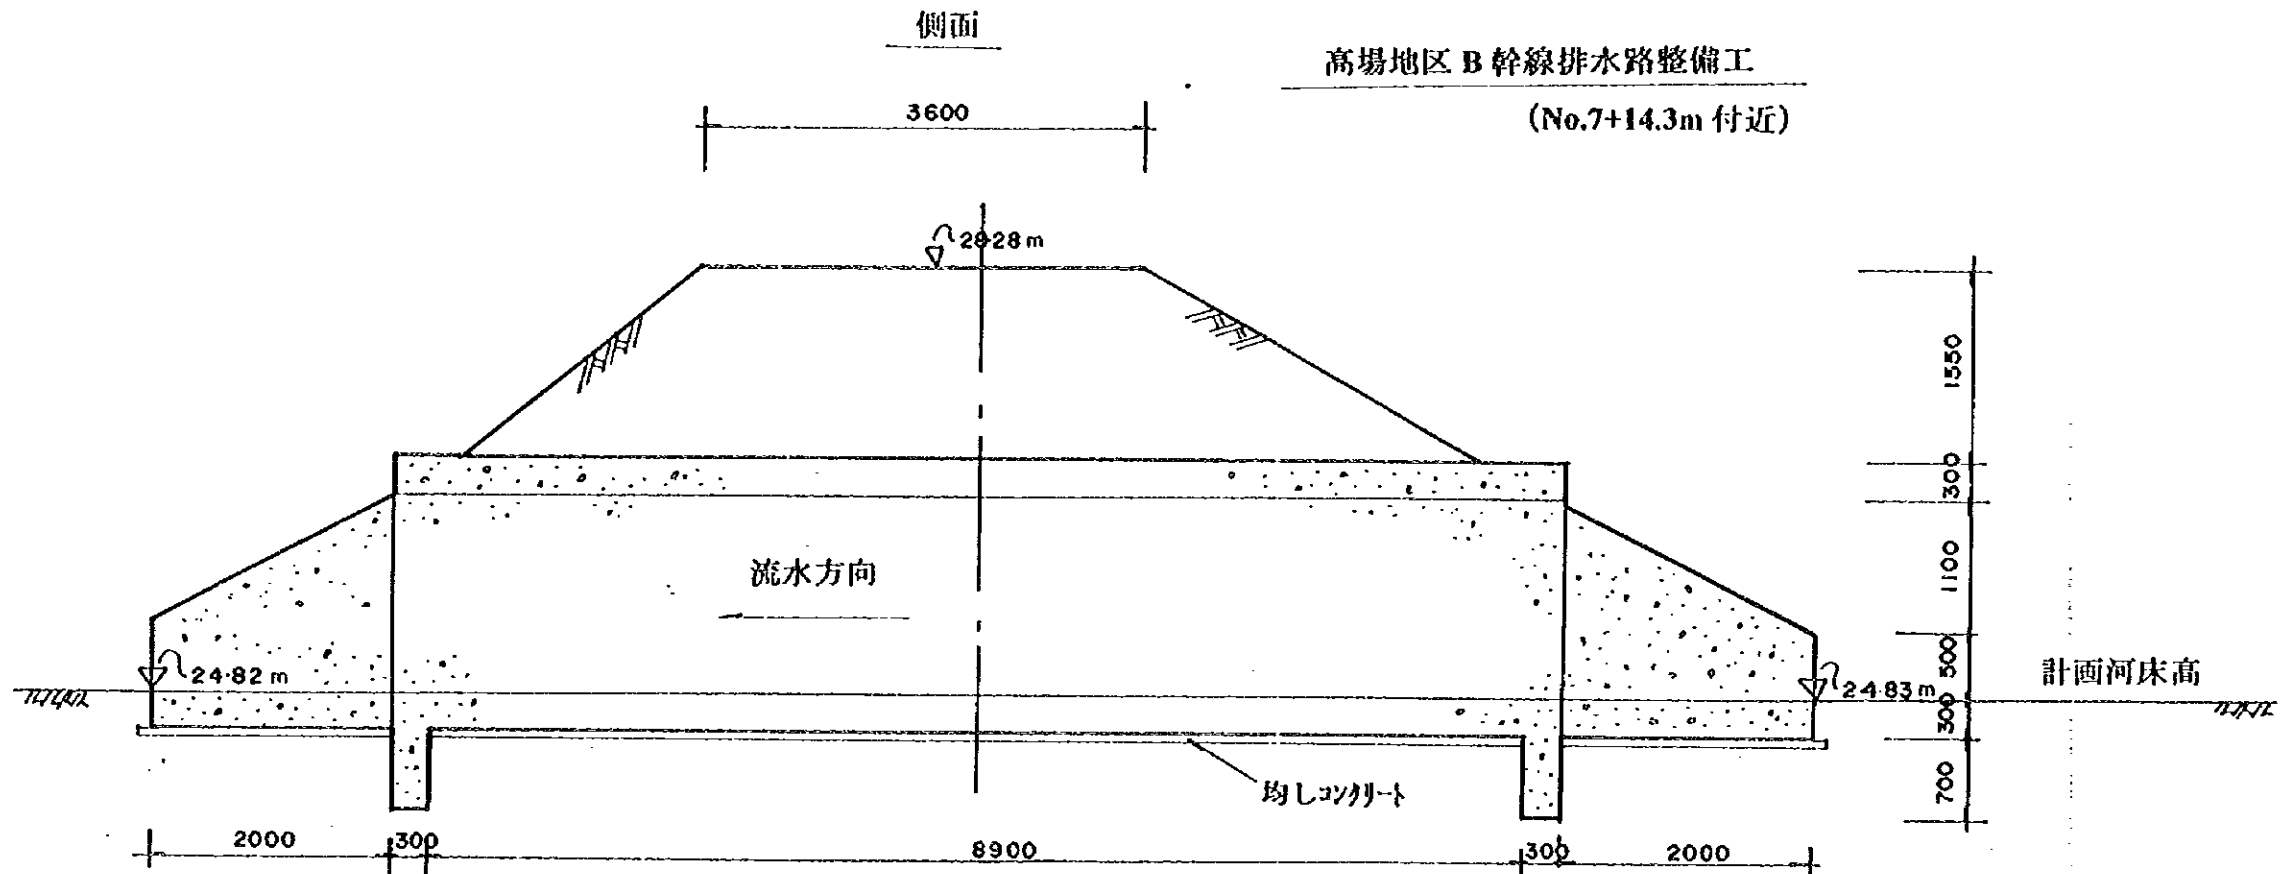 側面
高場地区 B 幹線排水路整備工
(No.7+14.3m 付近)
3600
28·28 m
1550
300
1100
500
300
700
流水方向
24·82 m
24·83 m
計画河床高
均しコンクリート
2000
300
8900
300
2000